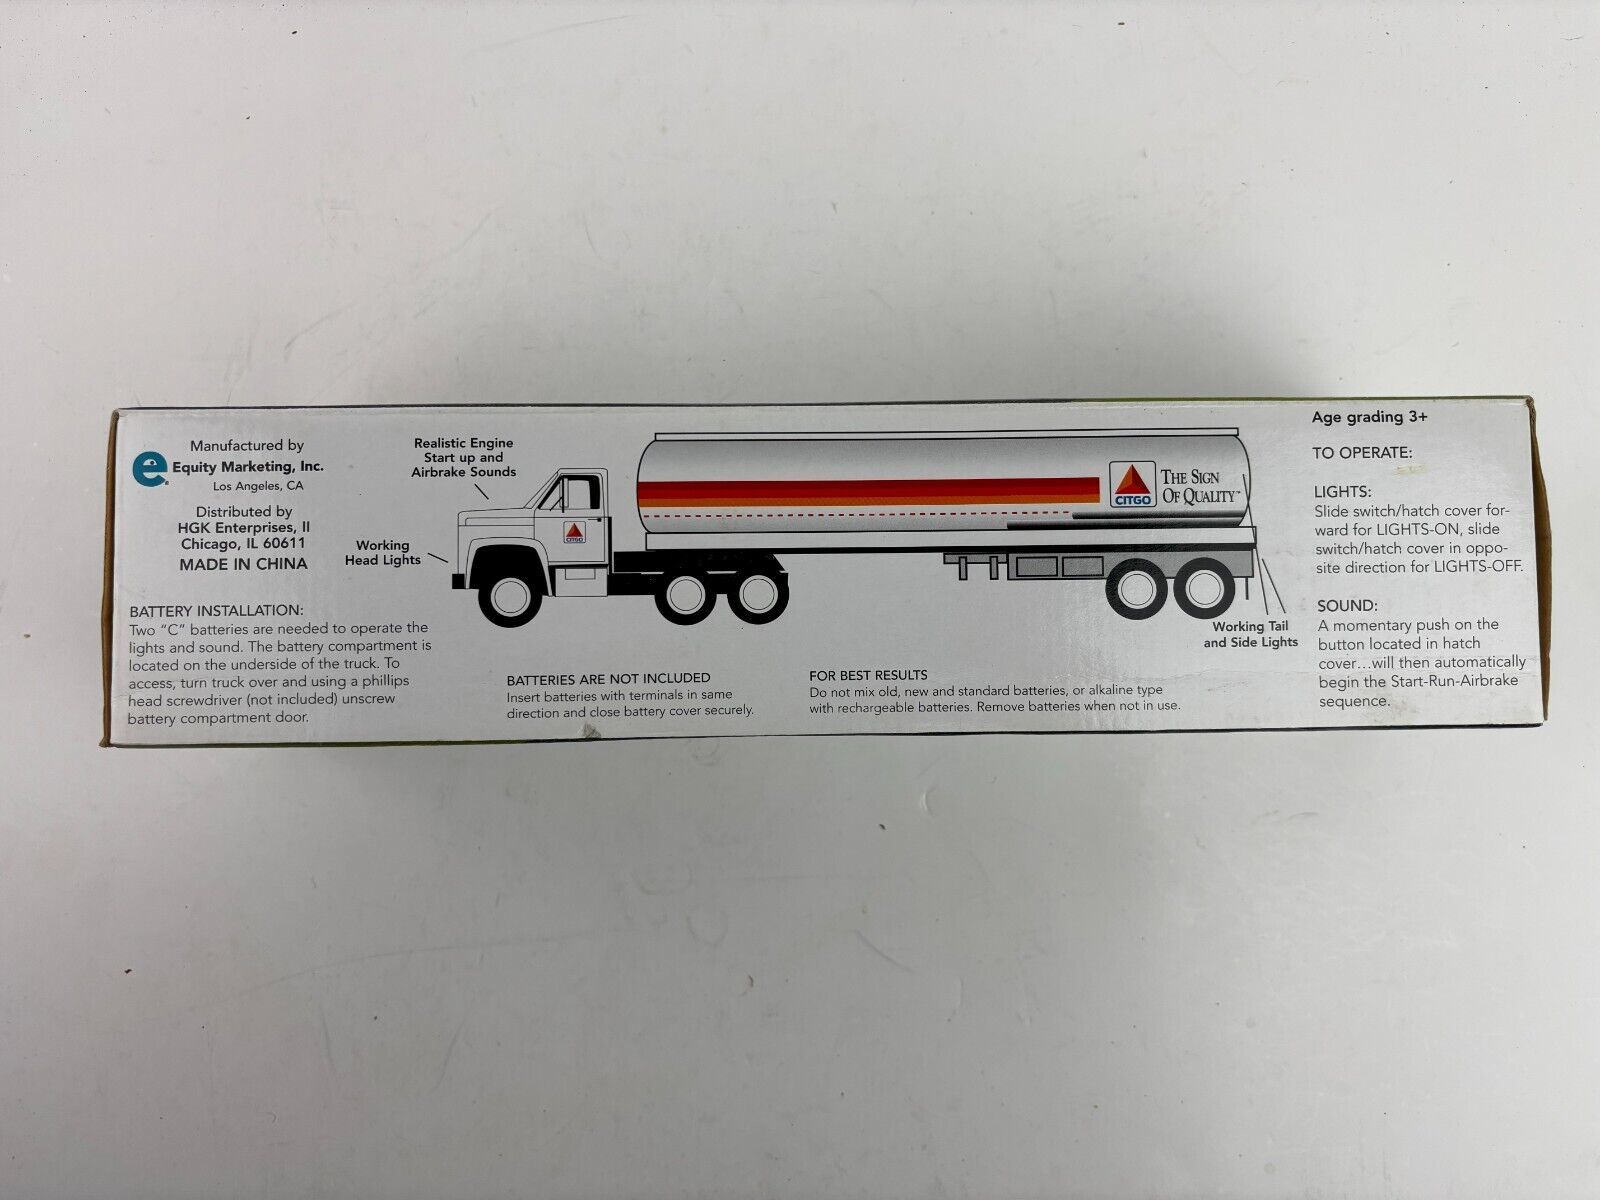 Manufactured by
e
Equity Marketing, Inc.
Los Angeles, CA
Distributed by
HGK Enterprises, II
Chicago, IL 60611
MADE IN CHINA
BATTERY INSTALLATION:
Two "C" batteries are needed to operate the
lights and sound. The battery compartment is
located on the underside of the truck. To
access, turn truck over and using a phillips
head screwdriver (not included) unscrew
battery compartment door.
Realistic Engine
Start up and
Airbrake Sounds
Working
Head Lights
CITGO
CITGO
THE SIGN
OF QUALITY™
Working Tail
and Side Lights
BATTERIES ARE NOT INCLUDED
Insert batteries with terminals in same
direction and close battery cover securely.
FOR BEST RESULTS
Do not mix old, new and standard batteries, or alkaline type
with rechargeable batteries. Remove batteries when not in use.
Age grading 3+
TO OPERATE:
LIGHTS:
Slide switch/hatch cover for-
ward for LIGHTS-ON, slide
switch/hatch cover in oppo-
site direction for LIGHTS-OFF.
SOUND:
A momentary push on the
button located in hatch
cover...will then automatically
begin the Start-Run-Airbrake
sequence.